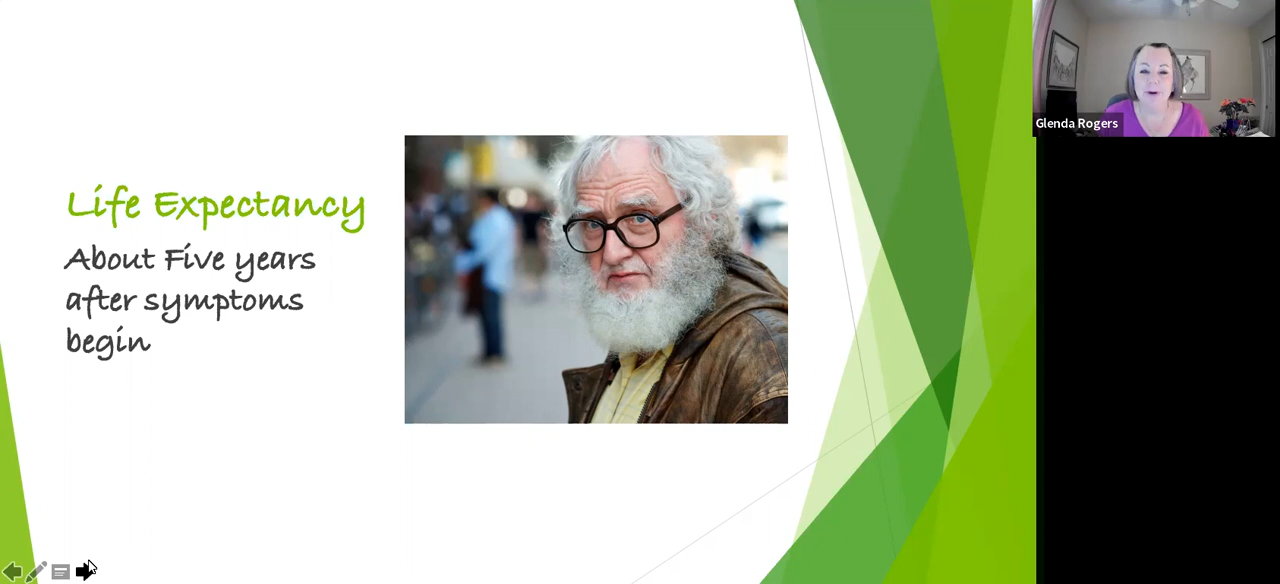 Life Expectancy
About Five years
after symptoms
begin
Glenda Rogers